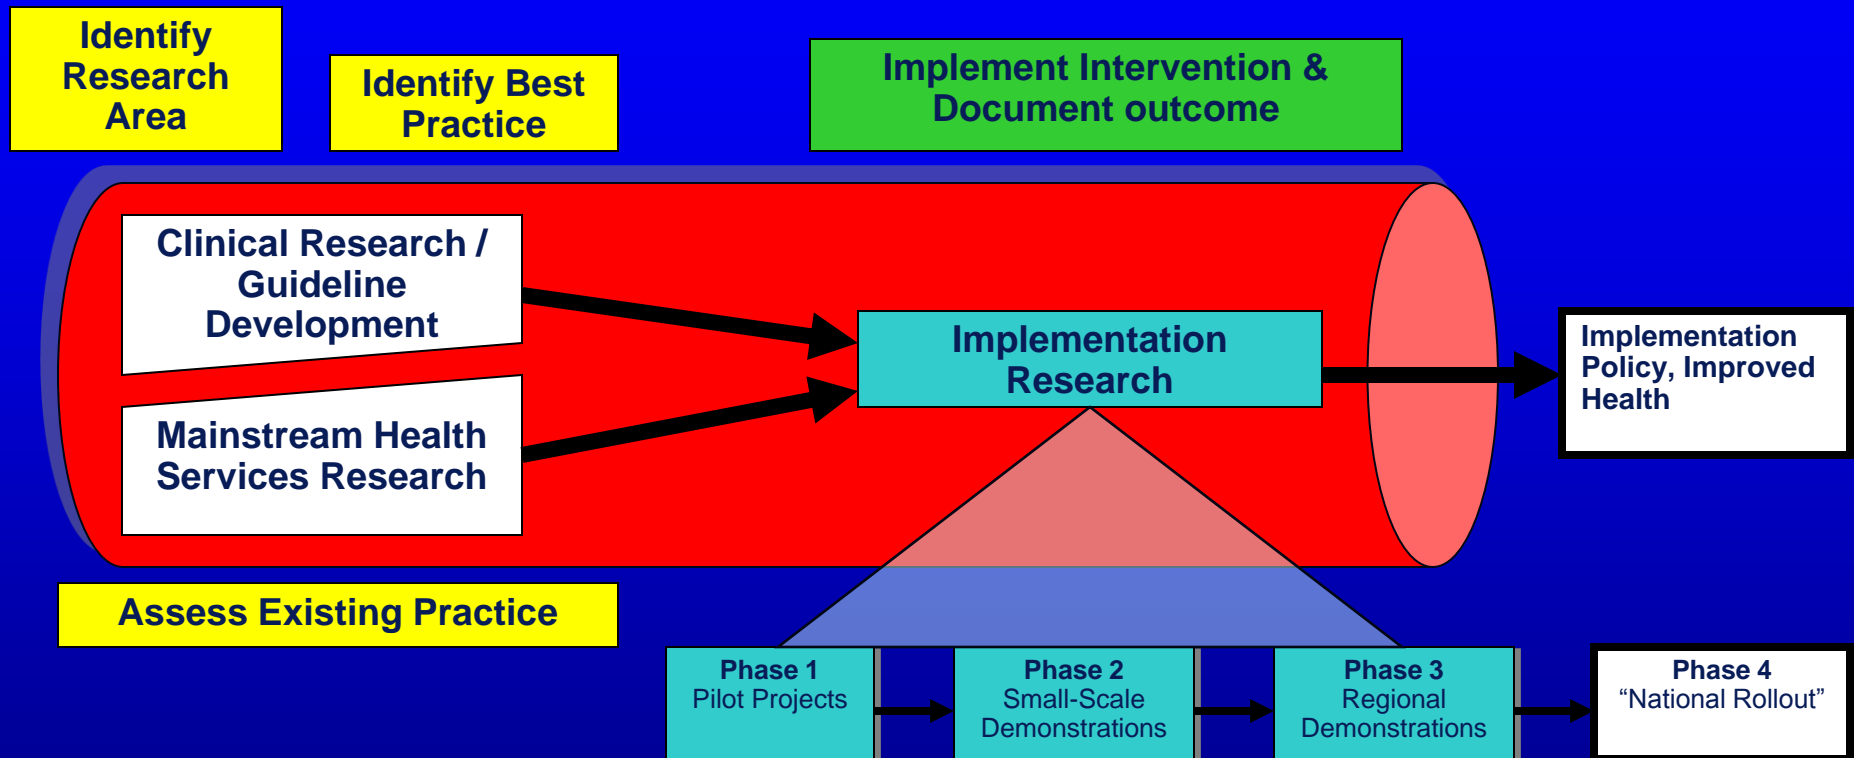 Identify
Research
Area
Identify Best
Practice
Implement Intervention &
Document outcome
Clinical Research /
Guideline
Development
Mainstream Health
Services Research
Implementation
Research
Implementation
Policy, Improved
Health
Assess Existing Practice
Phase 1
Pilot Projects
Phase 2
Small-Scale
Demonstrations
Phase 3
Regional
Demonstrations
Phase 4
“National Rollout”